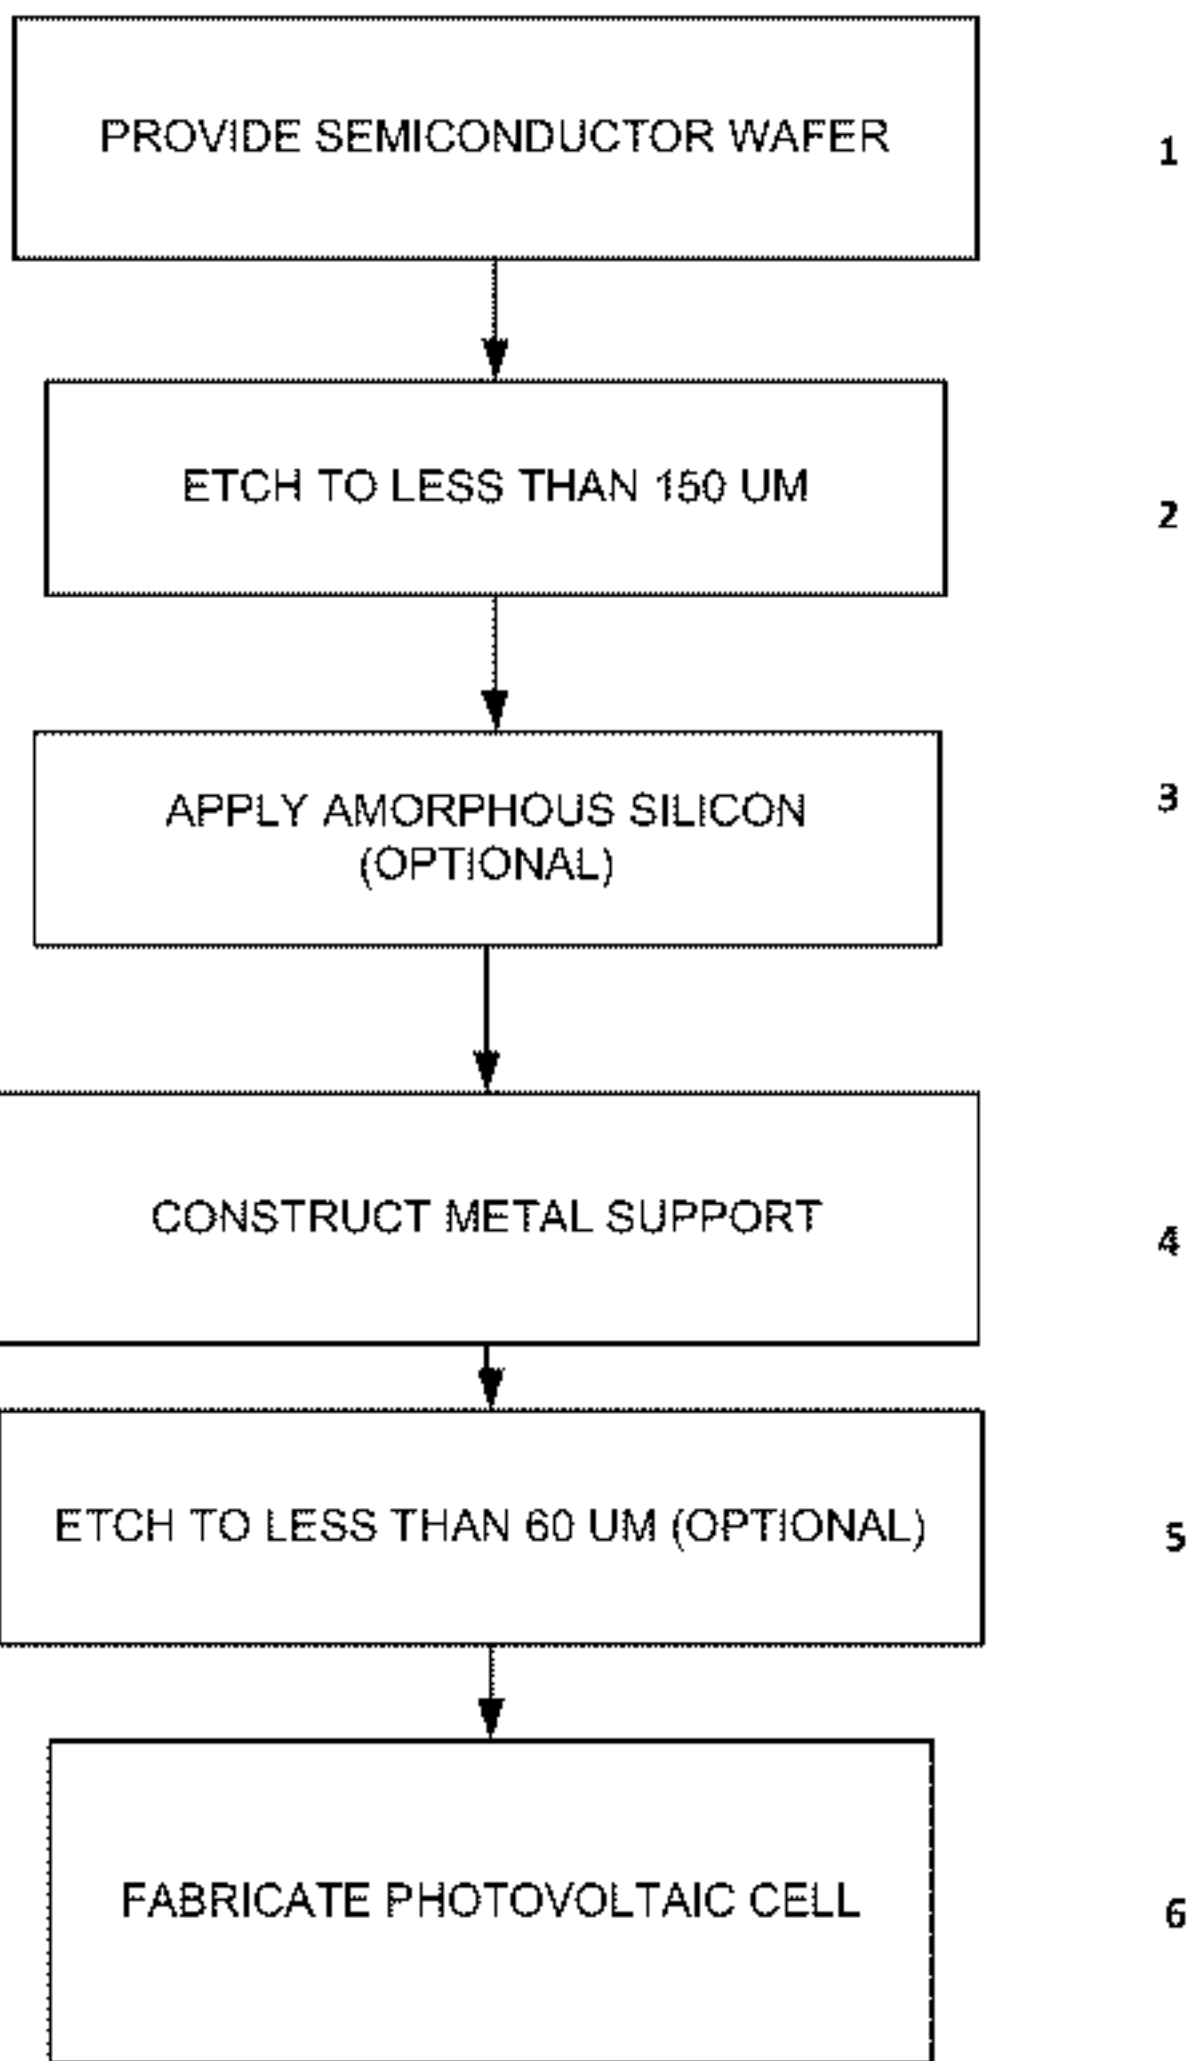 PROVIDE SEMICONDUCTOR WAFER
1
ETCH TO LESS THAN 150 UM
2
APPLY AMORPHOUS SILICON
(OPTIONAL)
3
CONSTRUCT METAL SUPPORT
4
ETCH TO LESS THAN 60 UM (OPTIONAL)
5
FABRICATE PHOTOVOLTAIC CELL
6